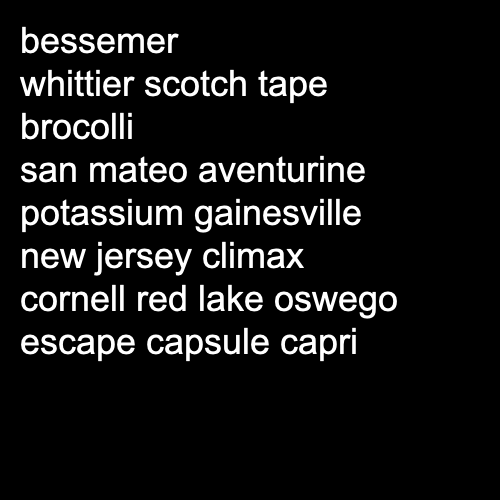 bessemer
whittier scotch tape
brocolli
san mateo aventurine
potassium gainesville
new jersey climax
cornell red lake oswego
escape capsule capri